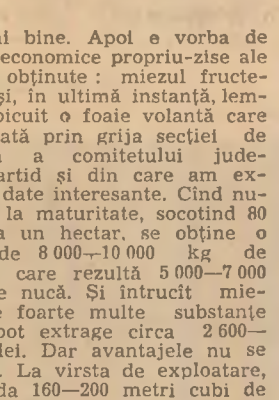 ni bine. Apoi e vorba de
economice propriu-zise ale
obținute : miezul fructe-
și, în ultimă instanță, lem-
picuit o foaie volantă care
ată prin grija secției de
a comitetului jude-
artid și din care am ex-
date interesante. Cînd nu-
la maturitate, socotind 80
a un hectar, se obține o
de 8 000—10 000 kg de
care rezultă 5 000—7 000
e nucă. Și întrucît mie-
e foarte multe substanțe
pot extrage circa 2 600—
lei. Dar avantajele nu se
. La vîrsta de exploatare,
da 160—200 metri cubi de